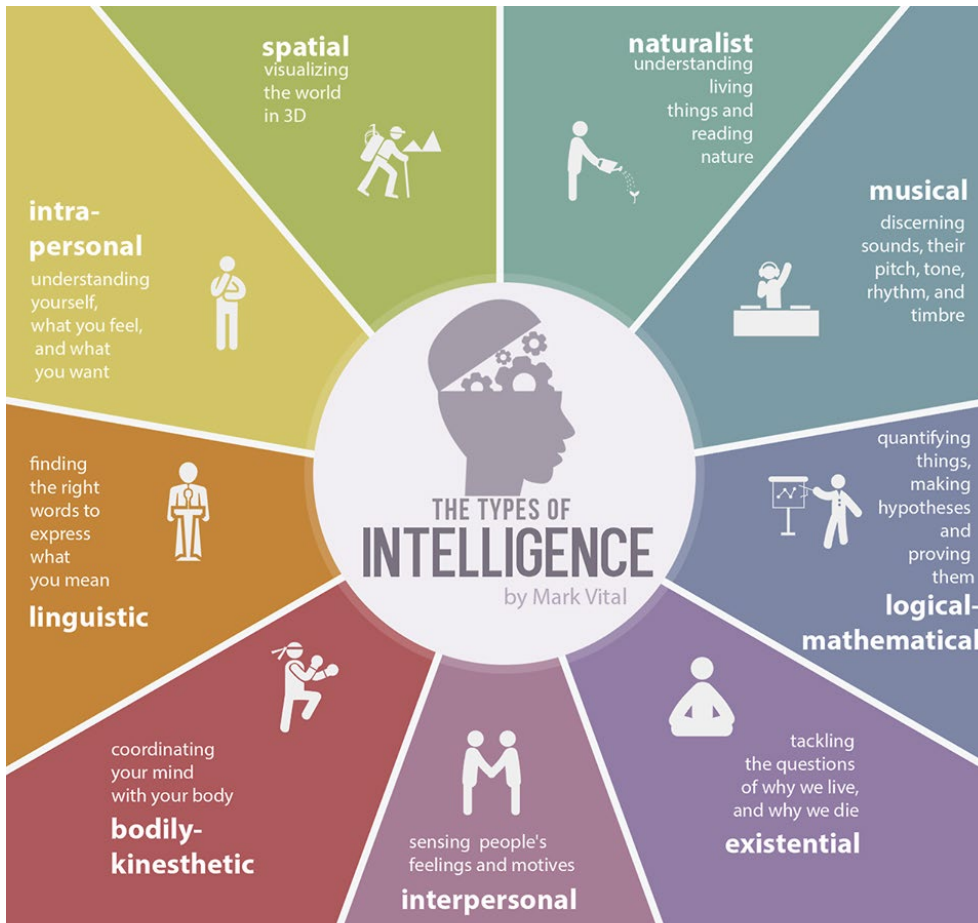 spatial
visualizing
the world
in 3D
naturalist
understanding
living
things and
reading
nature
musical
discerning
sounds, their
pitch, tone,
rhythm, and
timbre
quantifying
things,
making
hypotheses
and
proving
them
logical-
mathematical
tackling
the questions
of why we live,
and why we die
existential
sensing people's
feelings and motives
interpersonal
coordinating
your mind
with your body
bodily-
kinesthetic
finding
the right
words to
express
what
you mean
linguistic
intra-
personal
understanding
yourself,
what you feel,
and what
you want
THE TYPES OF
INTELLIGENCE
by Mark Vital